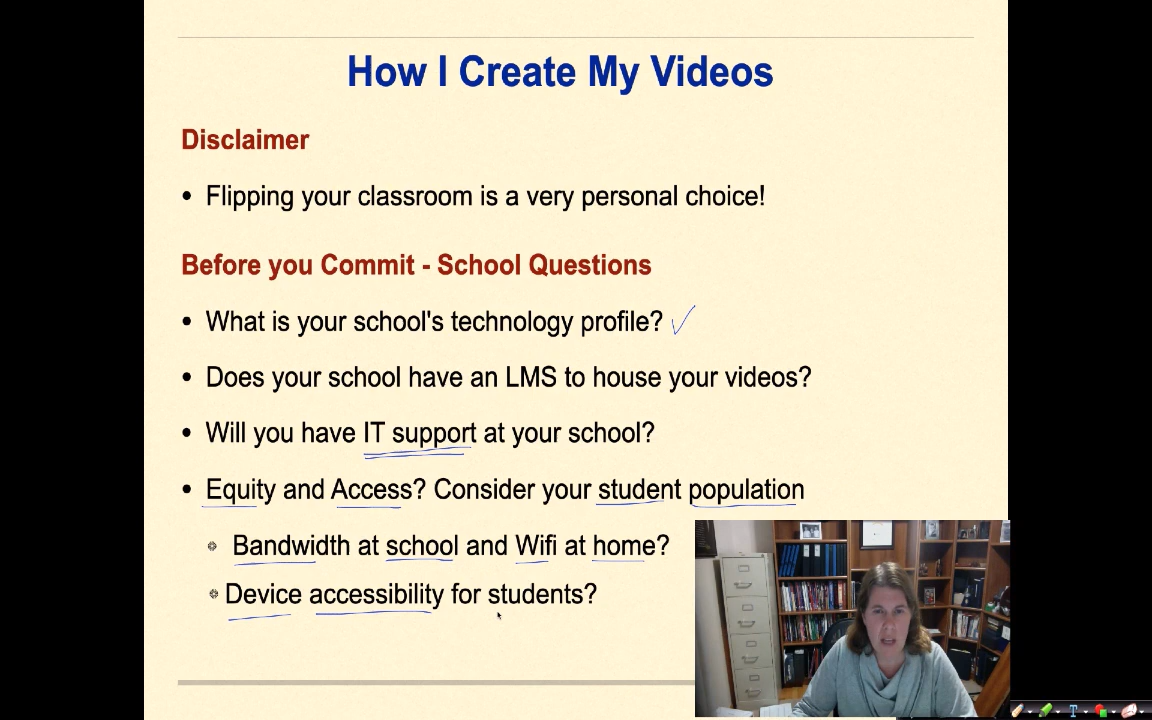 How I Create My Videos
Disclaimer
• Flipping your classroom is a very personal choice!
Before you Commit - School Questions
• What is your school's technology profile?
• Does your school have an LMS to house your videos?
• Will you have IT support at your school?
• Equity and Access? Consider your student population
Bandwidth at school and Wifi at home?
Device accessibility for students?